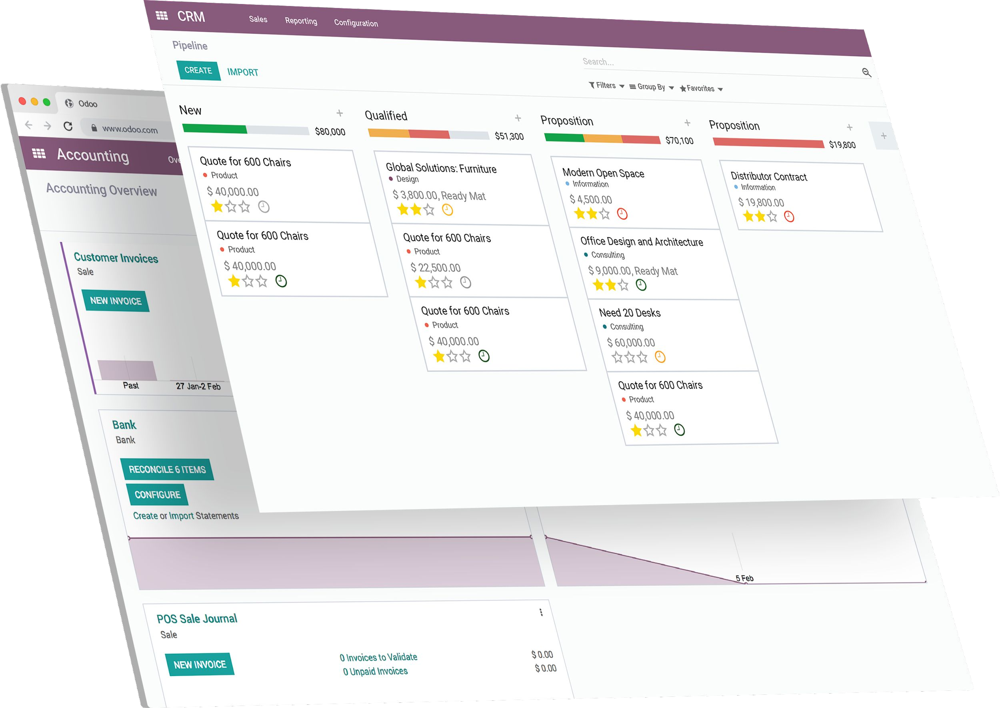 CRM
Sales
Reporting
Configuration
Pipeline
CREATE
IMPORT
Search...
Filters
Group By
Favorites
New
$80,000
Quote for 600 Chairs
Product
$ 40,000.00
Quote for 600 Chairs
Product
$ 40,000.00
Qualified
$51,300
Global Solutions: Furniture
Design
$ 3,800.00, Ready Mat
Quote for 600 Chairs
Product
$ 22,500.00
Quote for 600 Chairs
Product
$ 40,000.00
Proposition
$70,100
Modern Open Space
Information
$ 4,500.00
Office Design and Architecture
Consulting
$ 9,000.00, Ready Mat
Need 20 Desks
Consulting
$ 60,000.00
Quote for 600 Chairs
Product
$ 40,000.00
Proposition
$19,800
Distributor Contract
Information
$ 19,800.00
Odoo
www.odoo.com
Accounting
Accounting Overview
Customer Invoices
Sale
NEW INVOICE
Past
27 Jan-2 Feb
Bank
Bank
RECONCILE 6 ITEMS
CONFIGURE
Create or Import Statements
5 Feb
POS Sale Journal
Sale
NEW INVOICE
0 Invoices to Validate
$ 0.00
0 Unpaid Invoices
$ 0.00